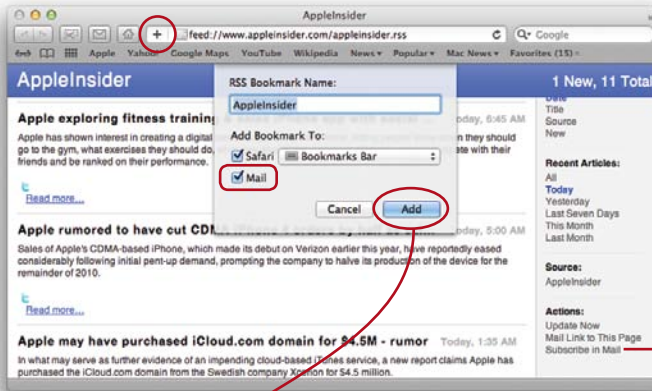 AppleInsider
+
feed://www.appleinsider.com/appleinsider.rss
Google
Apple Yahoo! Google Maps YouTube Wikipedia News Popular Mac News Favorites (15)
AppleInsider
1 New, 11 Total
RSS Bookmark Name:
AppleInsider
Add Bookmark To:
Safari
Bookmarks Bar
Mail
Cancel
Add
Apple exploring fitness training
Today, 6:45 AM
Apple has shown interest in creating a digital
n they should
go to the gym, what exercises they should do,
ate with their
friends and be ranked on their performance.
Read more...
Apple rumored to have cut CDMA iPhone
orders by half
Today, 5:00 AM
Sales of Apple's CDMA-based iPhone, which made its debut on Verizon earlier this year, have reportedly eased
considerably following initial pent-up demand, prompting the company to halve its production of the device for the
remainder of 2010.
Read more...
Apple may have purchased iCloud.com domain for $4.5M - rumor
Today, 1:35 AM
In what may serve as further evidence of an impending cloud-based iTunes service, a new report claims Apple has
purchased the iCloud.com domain from the Swedish company Xcerion for $4.5 million.
Date
Title
Source
New
Recent Articles:
All
Today
Yesterday
Last Seven Days
This Month
Last Month
Source:
AppleInsider
Actions:
Update Now
Mail Link to This Page
Subscribe in Mail